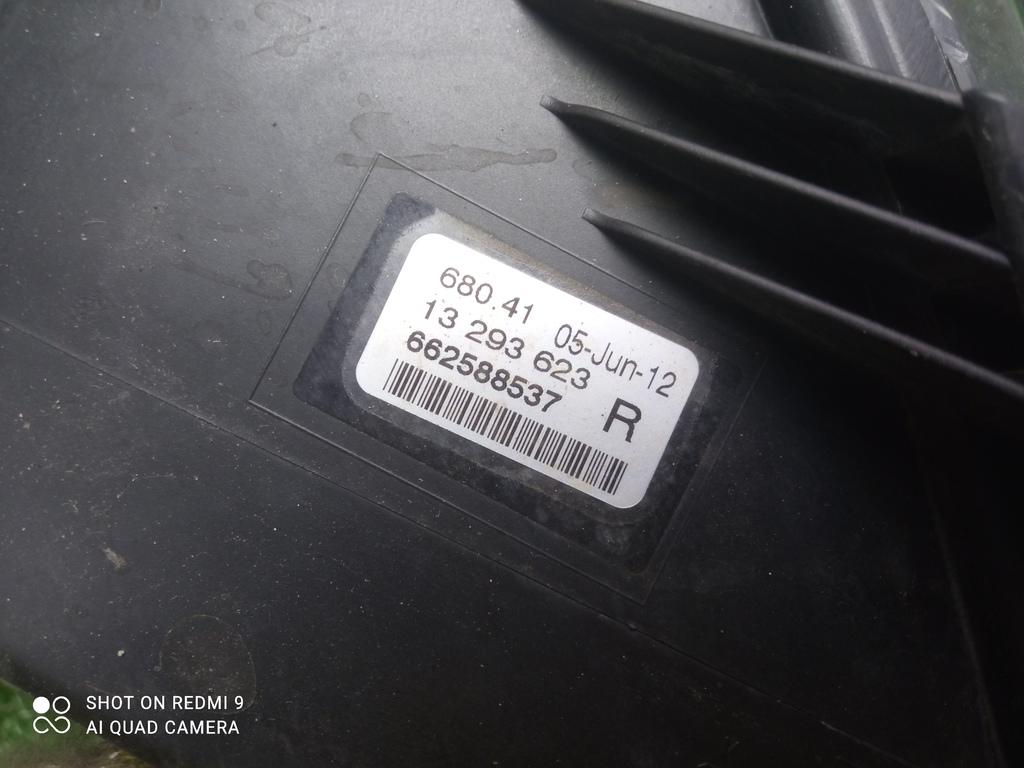 680.41 05-Jun-12
13 293 623
662588537 R
SHOT ON REDMI 9
AI QUAD CAMERA